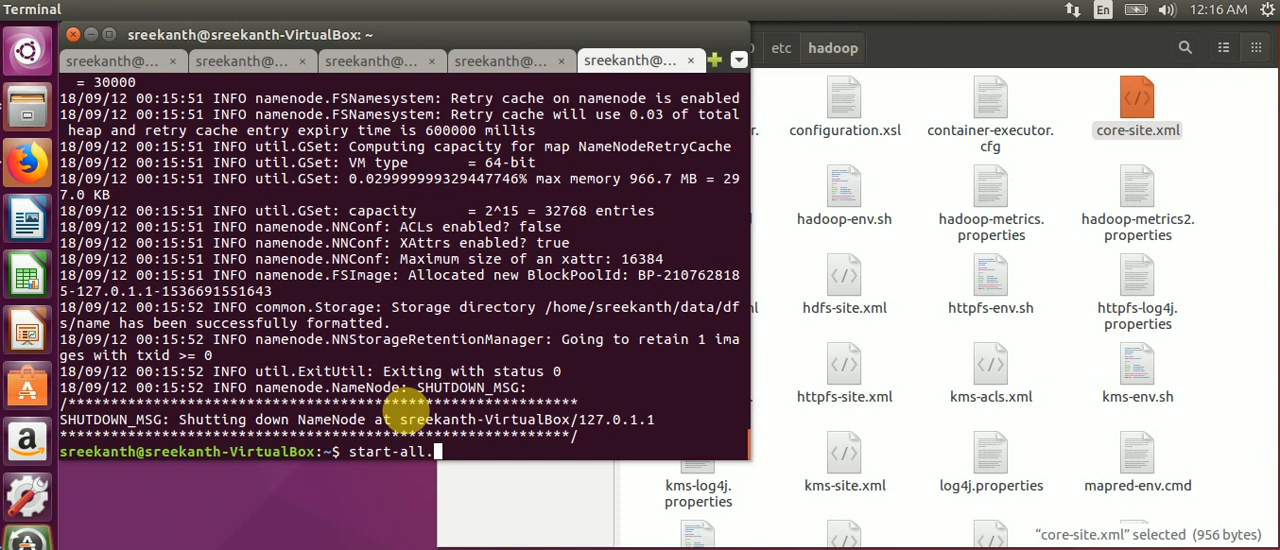 Terminal
En
12:16 AM
sreekanth@sreekanth-VirtualBox: ~
sreekanth@... × sreekanth@... × sreekanth@... × sreekanth@... × sreekanth@... ×
= 30000
18/09/12 00:15:51 INFO namenode.FSNamesystem: Retry cache on namenode is enabled
18/09/12 00:15:51 INFO namenode.FSNamesystem: Retry cache will use 0.03 of total
heap and retry cache entry expiry time is 600000 millis
18/09/12 00:15:51 INFO util.GSet: Computing capacity for map NameNodeRetryCache
18/09/12 00:15:51 INFO util.GSet: VM type       = 64-bit
18/09/12 00:15:51 INFO util.GSet: 0.029999999329447746% max memory 966.7 MB = 29
7.0 KB
18/09/12 00:15:51 INFO util.GSet: capacity      = 2^15 = 32768 entries
18/09/12 00:15:51 INFO namenode.NNConf: ACLs enabled? false
18/09/12 00:15:51 INFO namenode.NNConf: XAttrs enabled? true
18/09/12 00:15:51 INFO namenode.NNConf: Maximum size of an xattr: 16384
18/09/12 00:15:51 INFO namenode.FSImage: Allocated new BlockPoolId: BP-210762818
5-127.0.1.1-1536691551643
18/09/12 00:15:52 INFO common.Storage: Storage directory /home/sreekanth/data/df
s/name has been successfully formatted.
18/09/12 00:15:52 INFO namenode.NNStorageRetentionManager: Going to retain 1 ima
ges with txid >= 0
18/09/12 00:15:52 INFO util.ExitUtil: Exiting with status 0
18/09/12 00:15:52 INFO namenode.NameNode: SHUTDOWN_MSG:
/************************************************************
SHUTDOWN_MSG: Shutting down NameNode at sreekanth-VirtualBox/127.0.1.1
************************************************************/
sreekanth@sreekanth-VirtualBox:~$ start-all.
etc hadoop
configuration.xsl
container-executor.
cfg
core-site.xml
hadoop-env.sh
hadoop-metrics.
properties
hadoop-metrics2.
properties
hdfs-site.xml
httpfs-env.sh
httpfs-log4j.
properties
httpfs-site.xml
kms-acls.xml
kms-env.sh
kms-log4j.
properties
kms-site.xml
log4j.properties
mapred-env.cmd
"core-site.xml" selected (956 bytes)